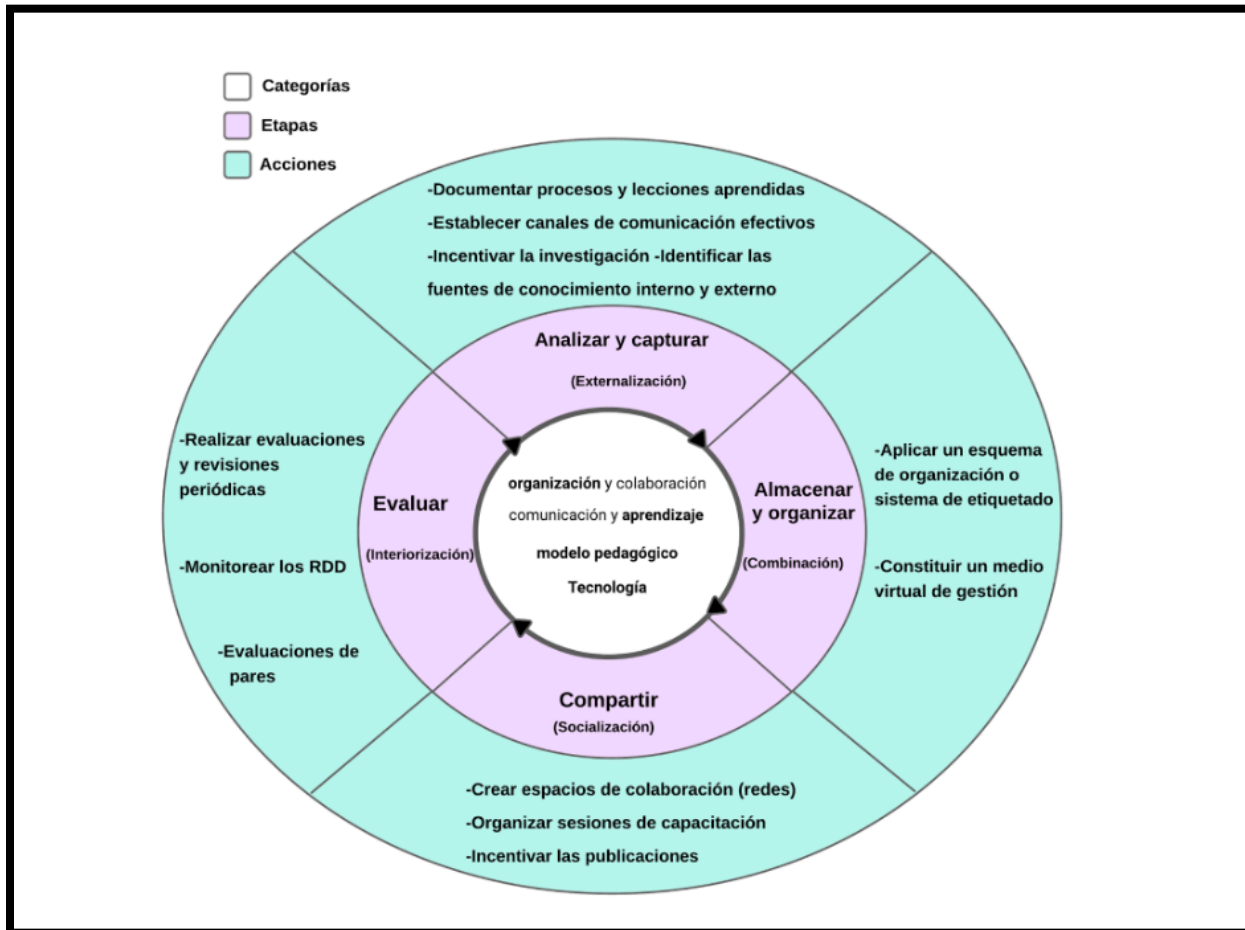 Categorías
Etapas
Acciones
-Documentar procesos y lecciones aprendidas
-Establecer canales de comunicación efectivos
-Incentivar la investigación -Identificar las
fuentes de conocimiento interno y externo
Analizar y capturar
(Externalización)
-Realizar evaluaciones
y revisiones
periódicas
-Monitorear los RDD
-Evaluaciones de
pares
Evaluar
(Interiorización)
organización y colaboración
comunicación y aprendizaje
modelo pedagógico
Tecnología
Almacenar
y organizar
(Combinación)
-Aplicar un esquema
de organización o
sistema de etiquetado
-Constituir un medio
virtual de gestión
Compartir
(Socialización)
-Crear espacios de colaboración (redes)
-Organizar sesiones de capacitación
-Incentivar las publicaciones